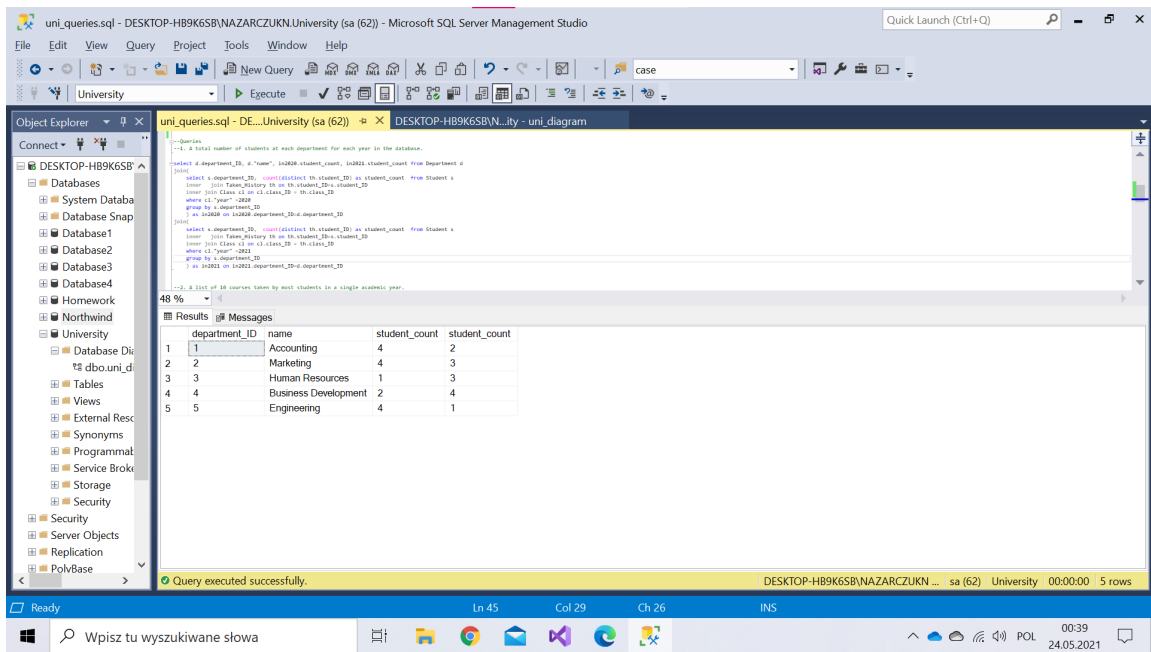 uni_queries.sql - DESKTOP-HB9K6SB\NAZARCZUKN.University (sa (62)) - Microsoft SQL Server Management Studio
Quick Launch (Ctrl+Q)
File Edit View Query Project Tools Window Help
New Query MDX DMX XMLA DAX case
University Execute
Object Explorer
uni_queries.sql - DE....University (sa (62)) DESKTOP-HB9K6SB\N...ity - uni_diagram
Connect
DESKTOP-HB9K6SB
Databases
System Databa
Database Snap
Database1
Database2
Database3
Database4
Homework
Northwind
University
Database Dia
dbo.uni_di
Tables
Views
External Resc
Synonyms
Programmab
Service Broke
Storage
Security
Security
Server Objects
Replication
PolyBase
--Queries
--1. A total number of students at each department for each year in the database.
select d.department_ID, d."name", in2020.student_count, in2021.student_count from Department d
join(
select s.department_ID, count(distinct th.student_ID) as student_count from Student s
inner join Taken_History th on th.student_ID=s.student_ID
inner join Class cl on cl.class_ID = th.class_ID
where cl."year" =2020
group by s.department_ID
) as in2020 on in2020.department_ID=d.department_ID
join(
select s.department_ID, count(distinct th.student_ID) as student_count from Student s
inner join Taken_History th on th.student_ID=s.student_ID
inner join Class cl on cl.class_ID = th.class_ID
where cl."year" =2021
group by s.department_ID
) as in2021 on in2021.department_ID=d.department_ID
--2. A list of 10 courses taken by most students in a single academic year.
48 %
Results Messages
department_ID name student_count student_count
1 1 Accounting 4 2
2 2 Marketing 4 3
3 3 Human Resources 1 3
4 4 Business Development 2 4
5 5 Engineering 4 1
Query executed successfully.
DESKTOP-HB9K6SB\NAZARCZUKN ... sa (62) University 00:00:00 5 rows
Ready Ln 45 Col 29 Ch 26 INS
Wpisz tu wyszukiwane słowa
POL
00:39
24.05.2021